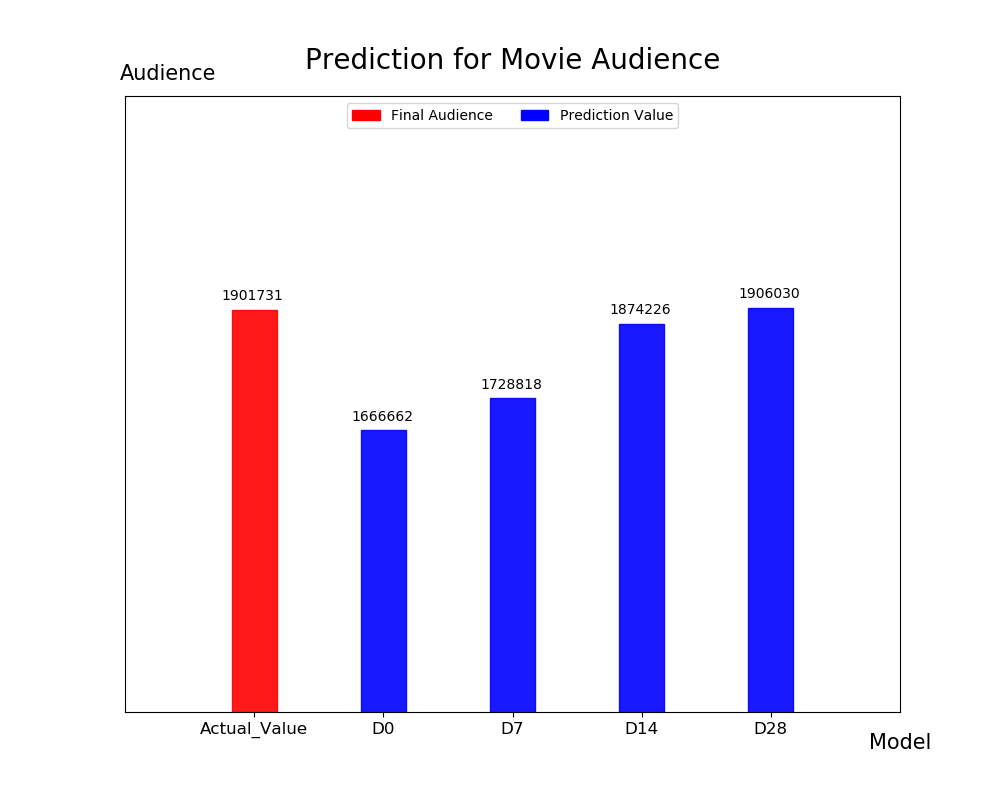 Prediction for Movie Audience
Audience
Final Audience Prediction Value
1901731
1666662
1728818
1874226
1906030
Actual_Value D0 D7 D14 D28
Model